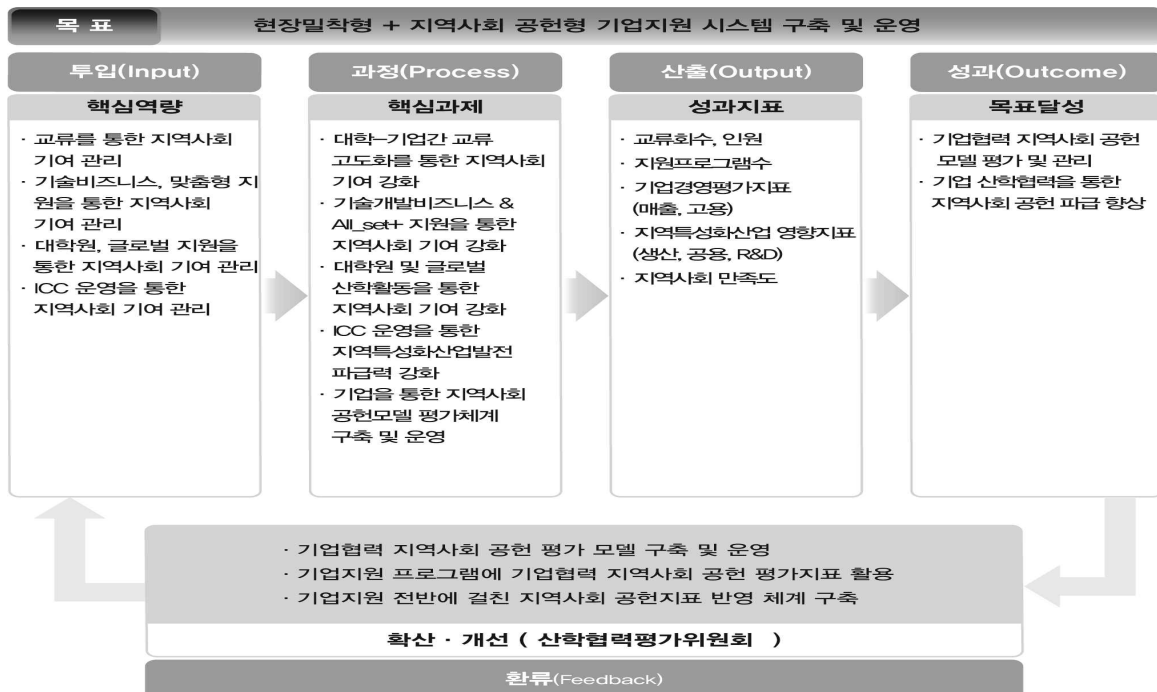 목 표
현장밀착형 + 지역사회 공헌형 기업지원 시스템 구축 및 운영
투입(Input)
핵심역량
· 교류를 통한 지역사회
기여 관리
· 기술비즈니스, 맞춤형 지
원을 통한 지역사회
기여 관리
· 대학원, 글로벌 지원을
통한 지역사회 기여 관리
· ICC 운영을 통한
지역사회 기여 관리
과정(Process)
핵심과제
· 대학-기업간 교류
고도화를 통한 지역사회
기여 강화
· 기술개발비즈니스 &
All_set+ 지원을 통한
지역사회 기여 강화
· 대학원 및 글로벌
산학활동을 통한
지역사회 기여 강화
· ICC 운영을 통한
지역특성화산업발전
파급력 강화
· 기업을 통한 지역사회
공헌모델 평가체계
구축 및 운영
산출(Output)
성과지표
· 교류회수, 인원
· 지원프로그램수
· 기업경영평가지표
(매출, 고용)
· 지역특성화산업 영향지표
(생산, 공용, R&D)
· 지역사회 만족도
성과(Outcome)
목표달성
· 기업협력 지역사회 공헌
모델 평가 및 관리
· 기업 산학협력을 통한
지역사회 공헌 파급 향상
· 기업협력 지역사회 공헌 평가 모델 구축 및 운영
· 기업지원 프로그램에 기업협력 지역사회 공헌 평가지표 활용
· 기업지원 전반에 걸친 지역사회 공헌지표 반영 체계 구축
확산 · 개선 ( 산학협력평가위원회 )
환류(Feedback)